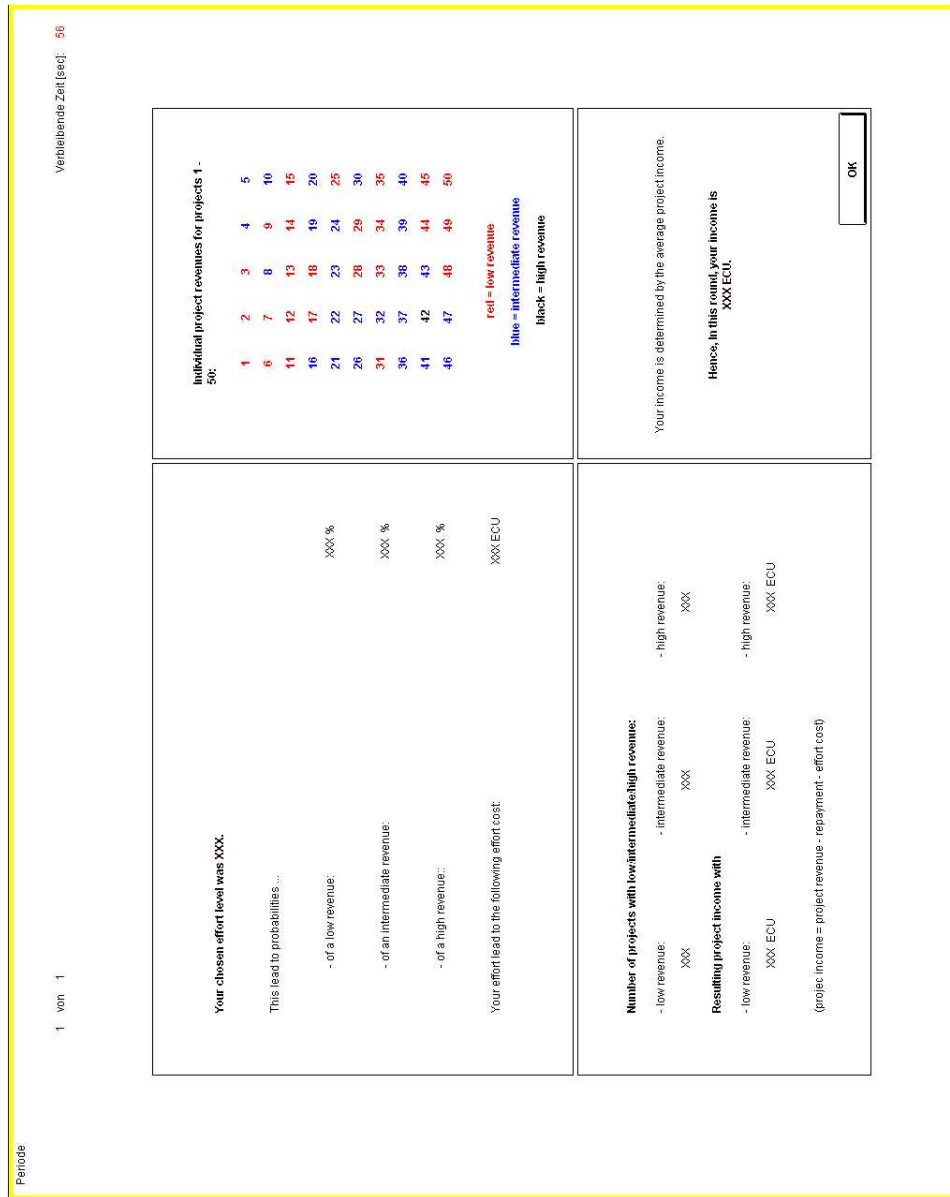 Periode
1 von 1 Verbleibende Zeit [sec]: 56
Your chosen effort level was XXX.
This lead to probabilities ...
- of a low revenue: XXX %
- of an intermediate revenue: XXX %
- of a high revenue:: XXX %
Your effort lead to the following effort cost: XXX ECU
Individual project revenues for projects 1 -
50:
1 2 3 4 5
6 7 8 9 10
11 12 13 14 15
16 17 18 19 20
21 22 23 24 25
26 27 28 29 30
31 32 33 34 35
36 37 38 39 40
41 42 43 44 45
46 47 48 49 50
red = low revenue
blue = intermediate revenue
black = high revenue
Number of projects with low/intermediate/high revenue:
- low revenue: - intermediate revenue: - high revenue:
XXX XXX XXX
Resulting project income with
- low revenue: - intermediate revenue: - high revenue:
XXX ECU XXX ECU XXX ECU
(projec income = project revenue - repayment - effort cost)
Your income is determined by the average project income.
Hence, In this round, your income is
XXX ECU.
OK